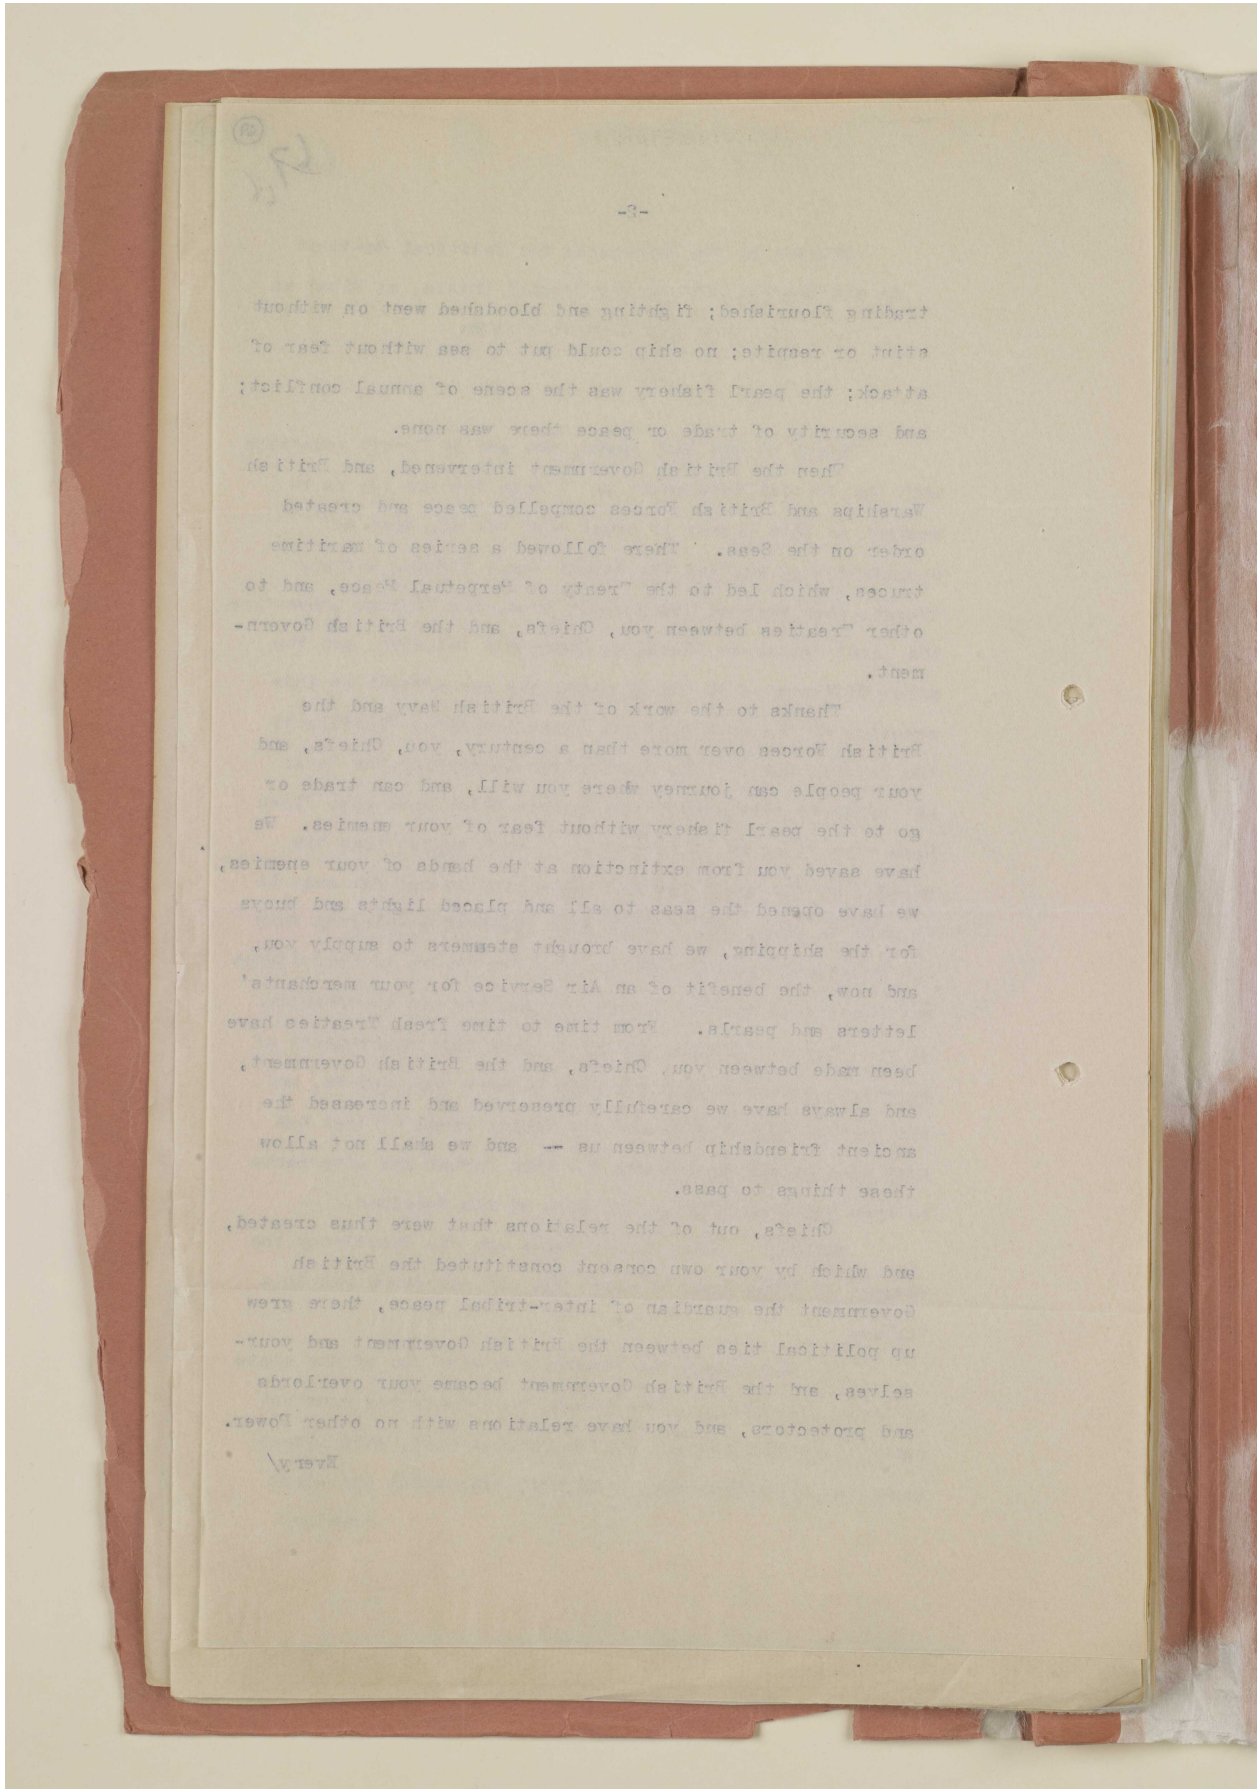 -2-
trading flourished; fighting and bloodshed went on without
stint or respite; no ship could put to sea without fear of
attack; the pearl fishery was the scene of annual conflict;
and security of trade or peace there was none.
Then the British Government intervened, and British
Warships and British Forces compelled peace and created
order on the Seas. There followed a series of maritime
truces, which led to the Treaty of Perpetual Peace, and to
other Treaties between you, Chiefs, and the British Govern-
ment.
Thanks to the work of the British Navy and the
British Forces over more than a century, you, Chiefs, and
your people can journey where you will, and can trade or
go to the pearl fishery without fear of your enemies. We
have saved you from extinction at the hands of your enemies,
we have opened the seas to all and placed lights and buoys
for the shipping, we have brought steamers to supply you,
and now, the benefit of an Air Service for your merchants'
letters and pearls. From time to time fresh Treaties have
been made between you, Chiefs, and the British Government,
and always have we carefully preserved and increased the
ancient friendship between us -- and we shall not allow
these things to pass.
Chiefs, out of the relations that were thus created,
and which by your own consent constituted the British
Government the guardian of inter-tribal peace, there grew
up political ties between the British Government and your-
selves, and the British Government became your overlords
and protectors, and you have relations with no other Power.
Every/